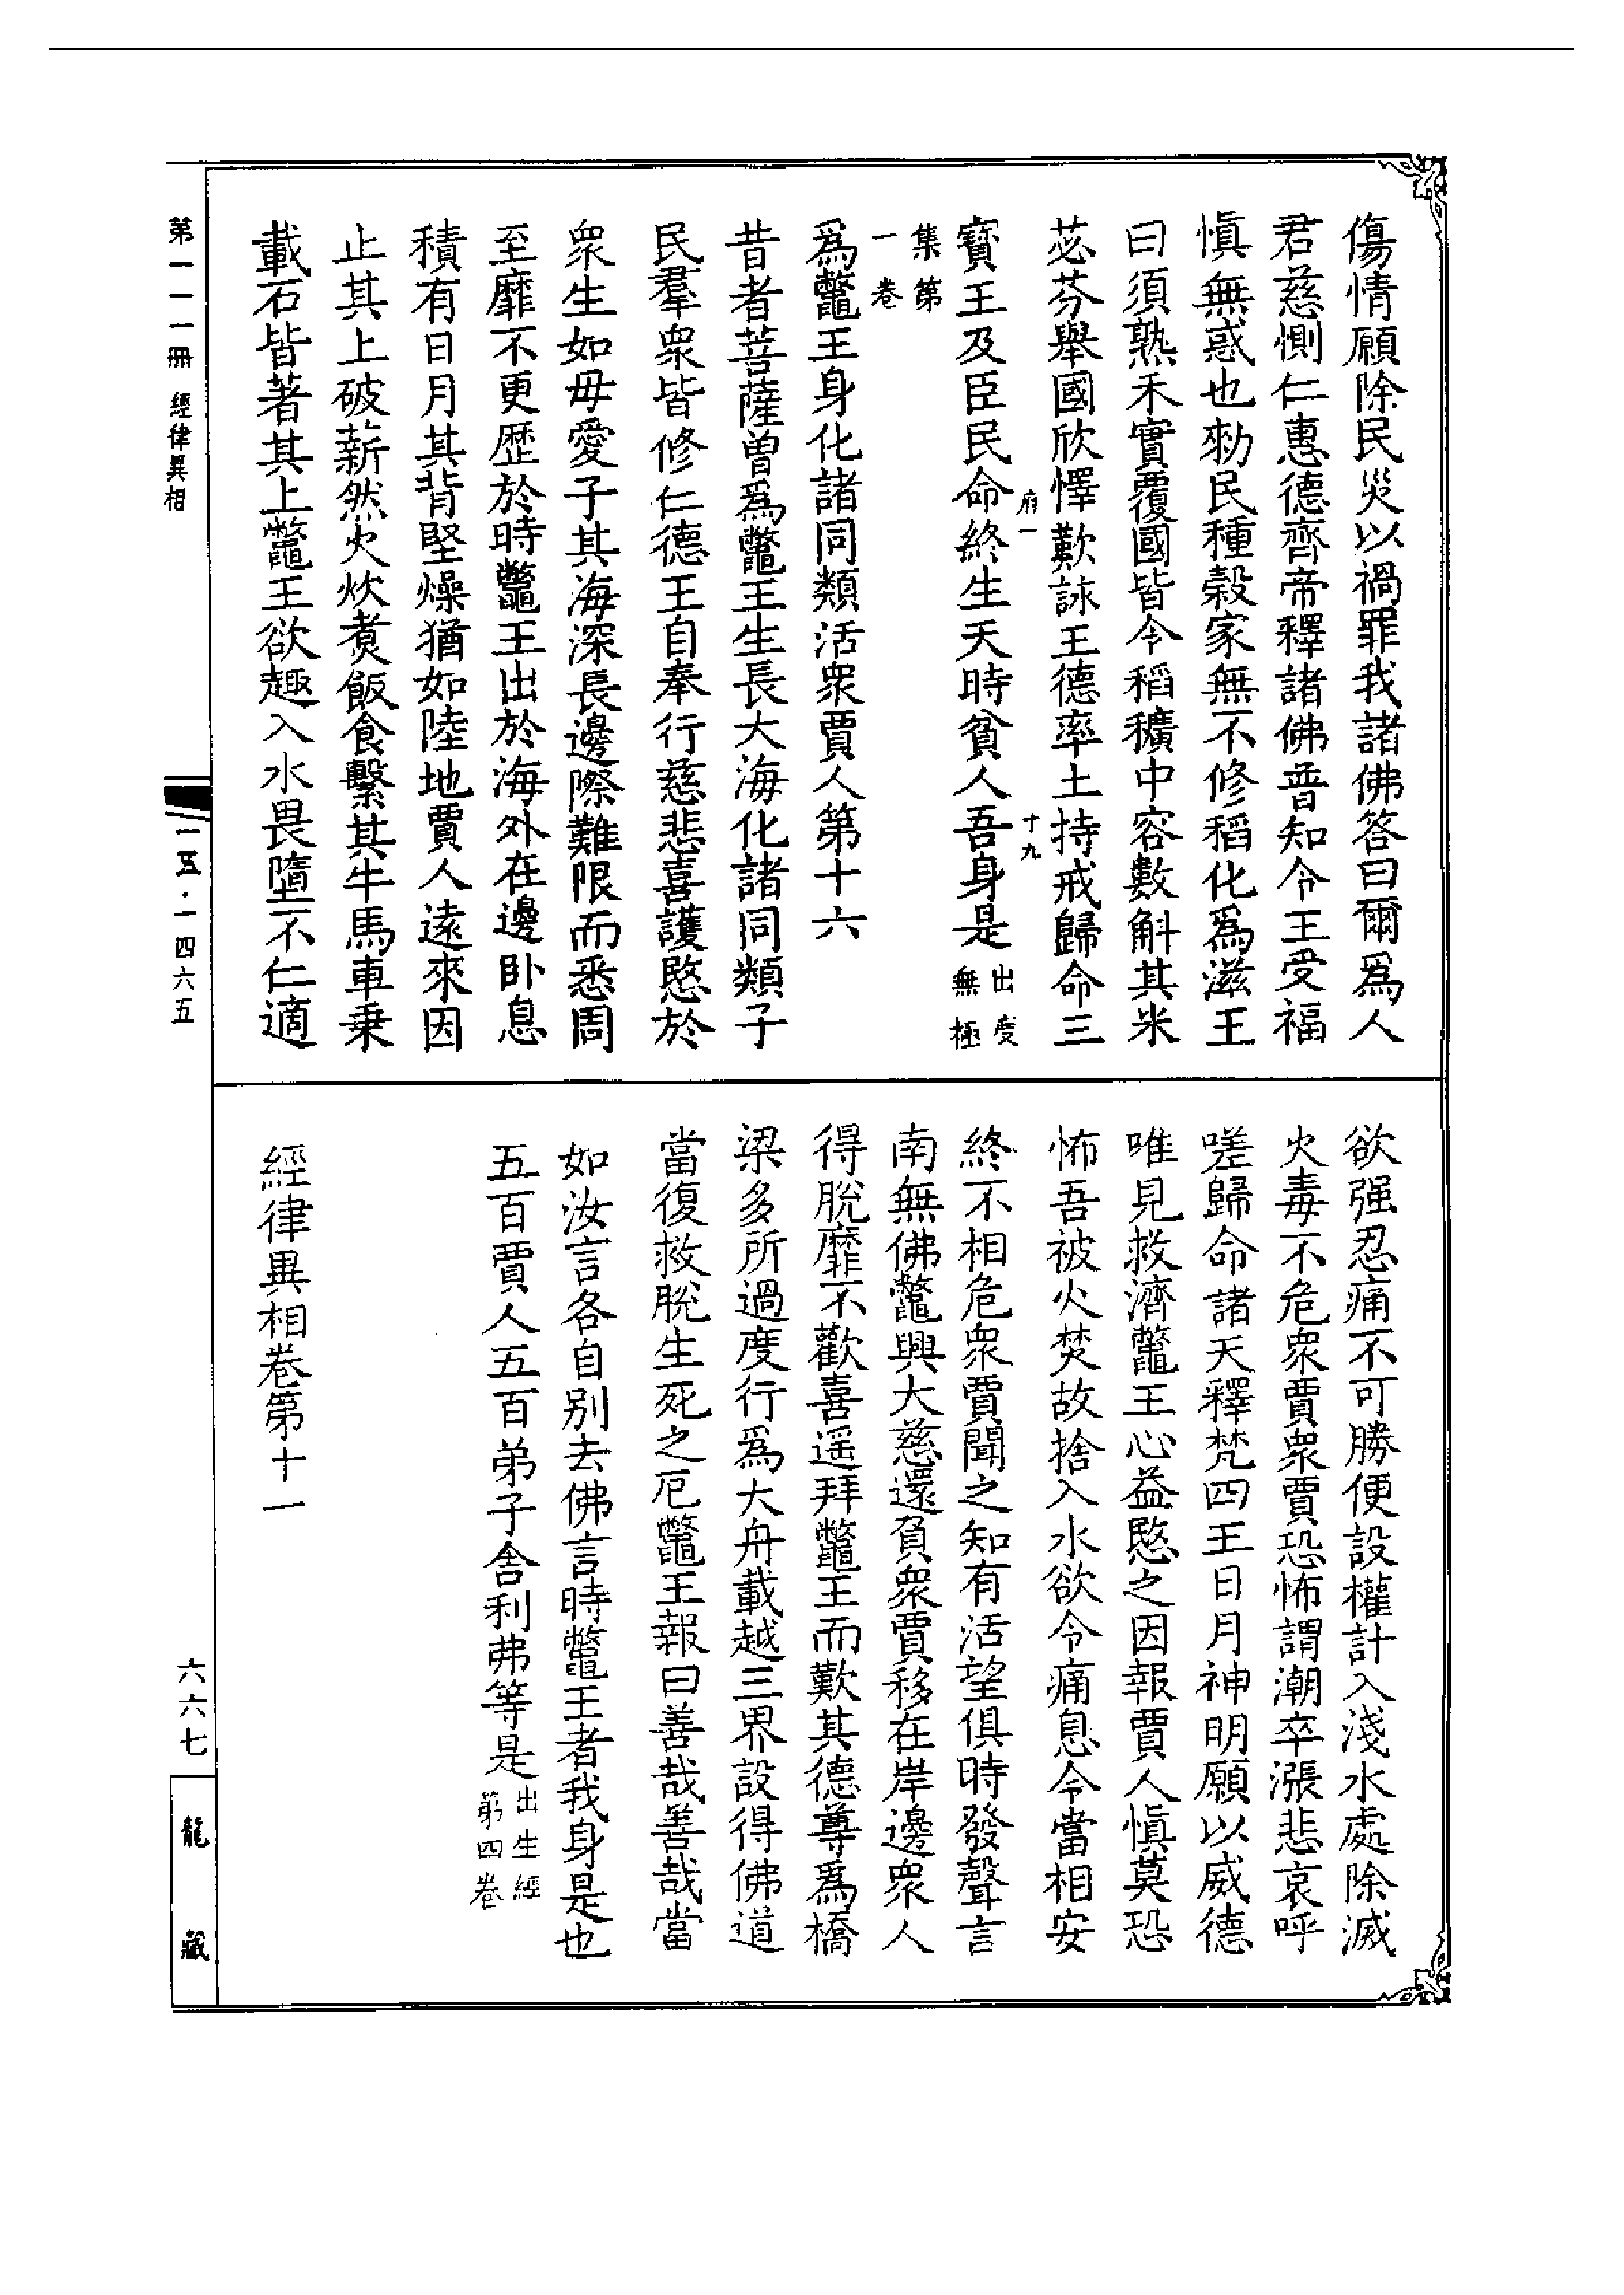 傷情願除民災以禍罪我諸佛答曰爾爲人
君慈惻仁惠德齊帝釋諸佛普知令王受福
慎無惑也勑民種穀家無不修稻化爲滋王
曰須熟禾實覆國皆令稻穬中容數斛其米
苾芬舉國欣懌歎詠王德率土持戒歸命三
府一
十九
寶王及臣民命終生天時貧人吾身是出度無極
集第一卷
爲鼈王身化諸同類活衆賈人第十六
昔者菩薩曾爲鼈王生長大海化諸同類子
民羣衆皆修仁德王自奉行慈悲喜護愍於
衆生如母愛子其海深長邊際難限而悉周
至靡不更歷於時鼈王出於海外在邊卧息
積有日月其背堅燥猶如陸地賈人遠來因
止其上破薪然火炊煑飯食繫其牛馬車乗
載石皆著其上鼈王欲趣入水畏墮不仁適
欲强忍痛不可勝便設權計入淺水處除滅
火毒不危衆賈衆賈恐怖謂潮卒漲悲哀呼
嗟歸命諸天釋梵四王日月神明願以威德
唯見救濟鼈王心益愍之因報賈人慎莫恐
怖吾被火焚故捨入水欲令痛息今當相安
終不相危衆賈聞之知有活望俱時發聲言
南無佛鼈興大慈還負衆賈移在岸邊衆人
得脫靡不歡喜遥拜鼈王而歎其德尊爲橋
梁多所過度行爲大舟載越三界設得佛道
當復救脫生死之厄鼈王報曰善哉善哉當
如汝言各自别去佛言時鼈王者我身是也
五百賈人五百弟子舍利弗等是出生經第四卷
經律異相卷第十一
第一一一册 經律異相
一五·一四六五
六六七
龍藏